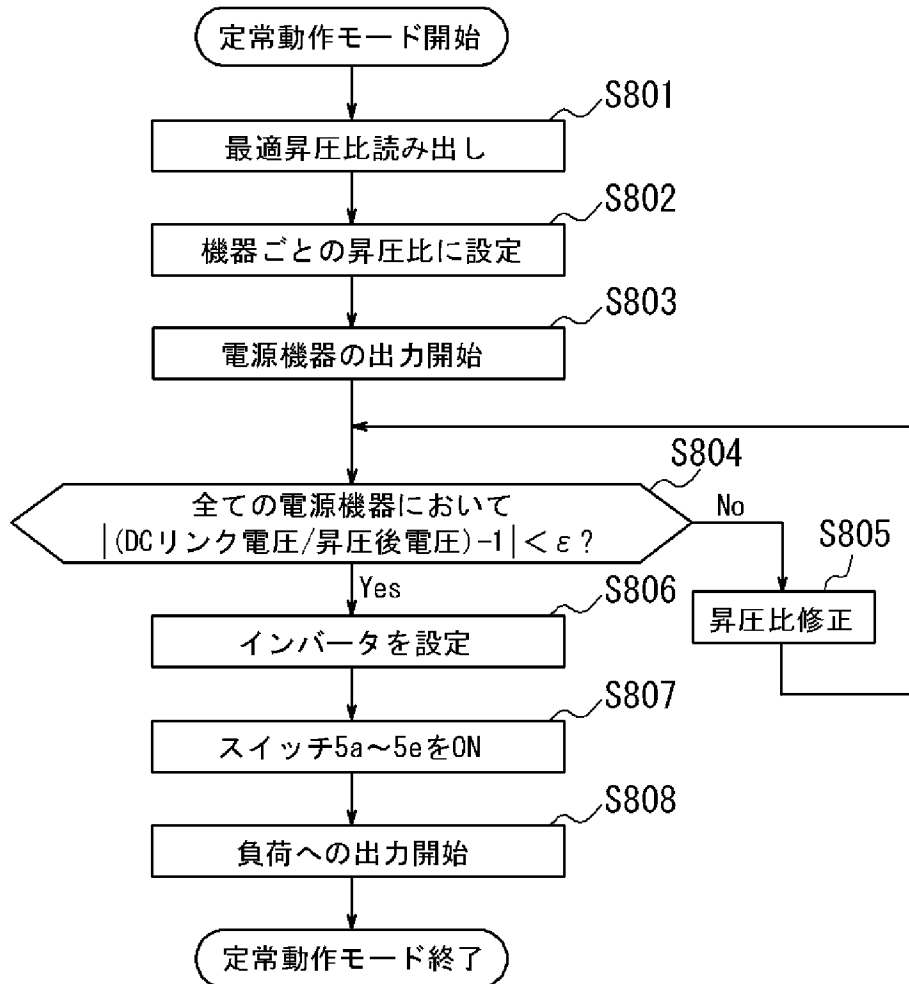 定常動作モード開始
S801
最適昇圧比読み出し
S802
機器ごとの昇圧比に設定
S803
電源機器の出力開始
S804
全ての電源機器において
|(DCリンク電圧/昇圧後電圧)-1|<ε?
No
S805
昇圧比修正
Yes
S806
インバータを設定
S807
スイッチ5a～5eをON
S808
負荷への出力開始
定常動作モード終了